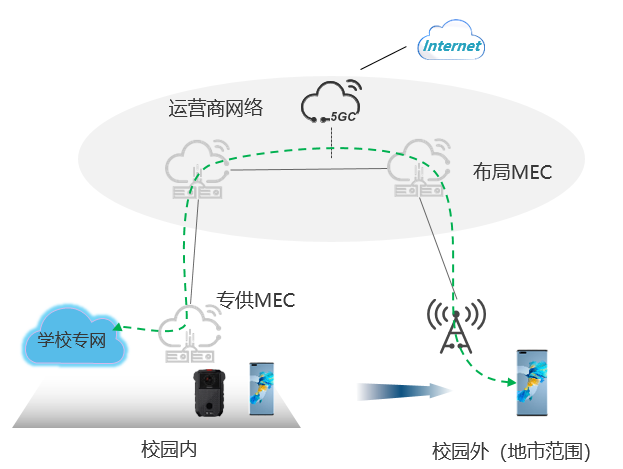 Internet
5GC
运营商网络
布局MEC
专供MEC
学校专网
校园内
校园外（地市范围）